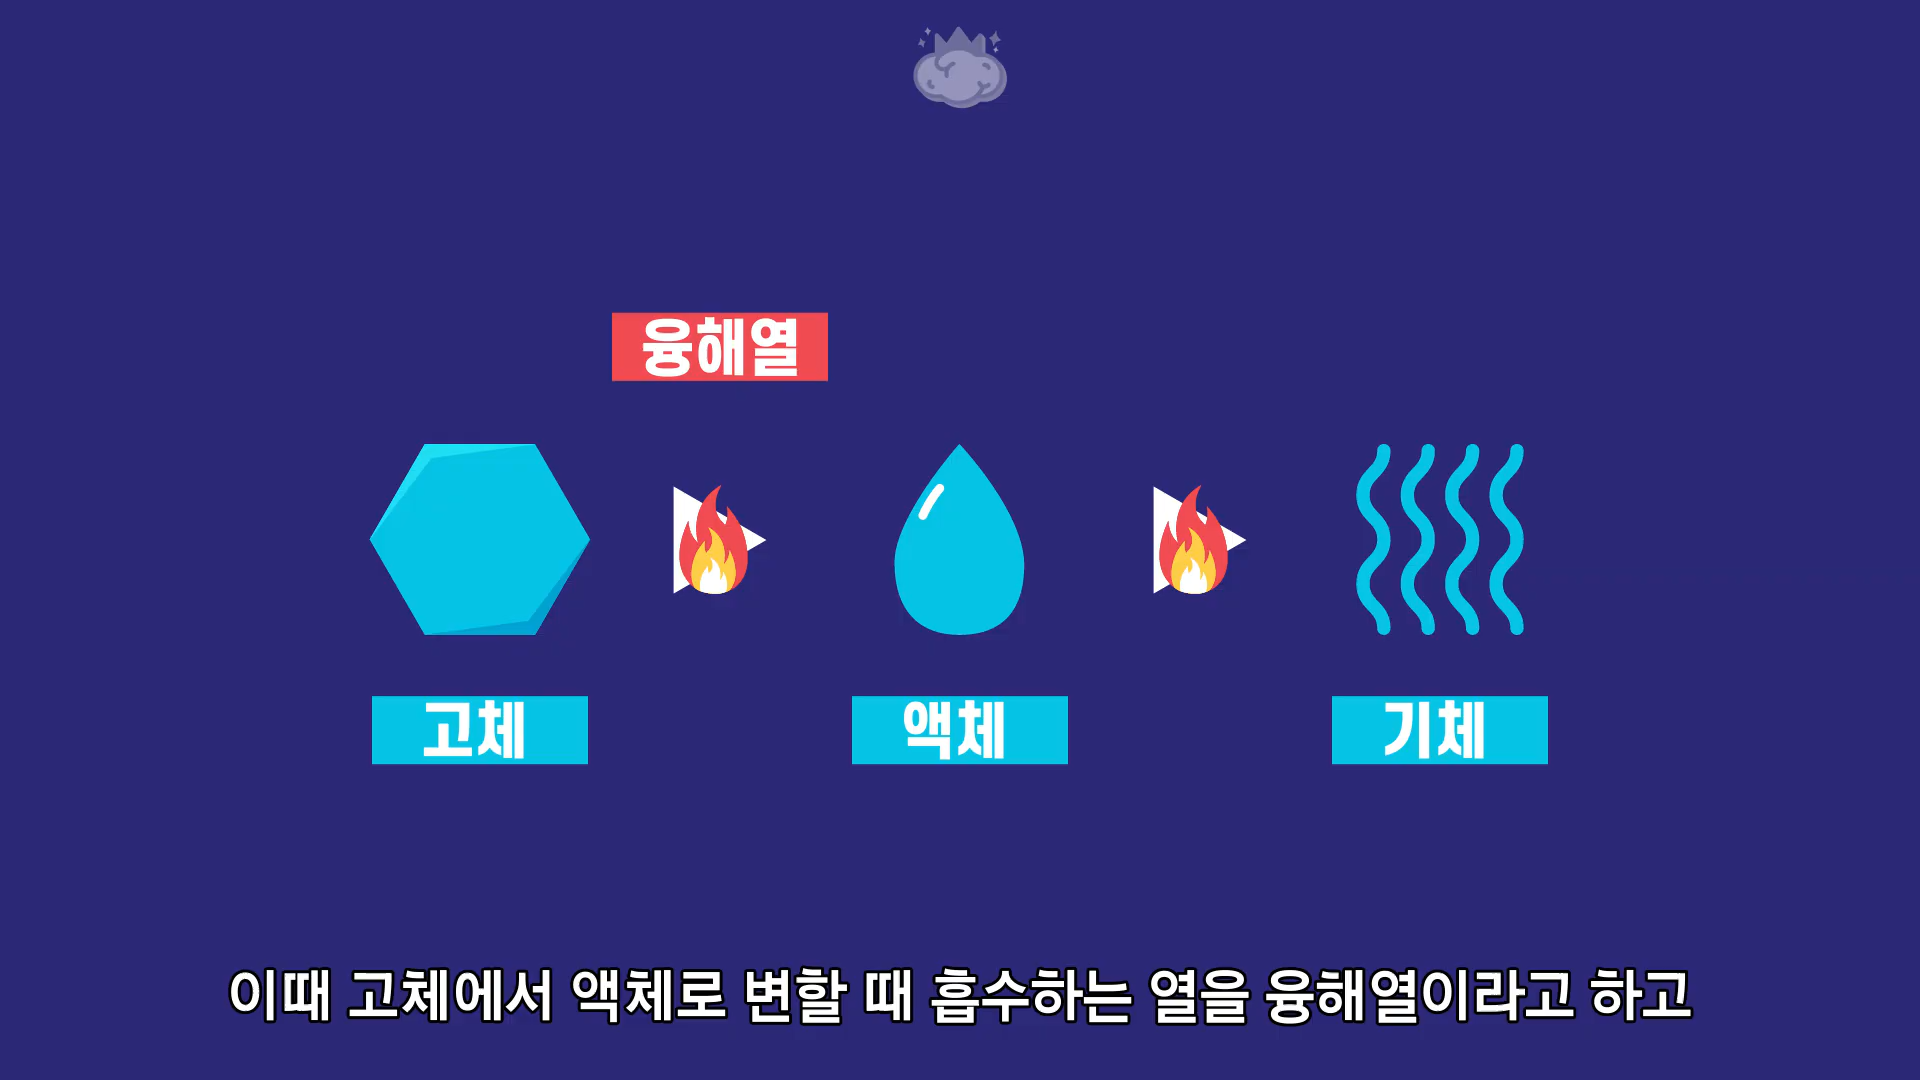 융해열
고체
액체
기체
이때 고체에서 액체로 변할 때 흡수하는 열을 융해열이라고 하고